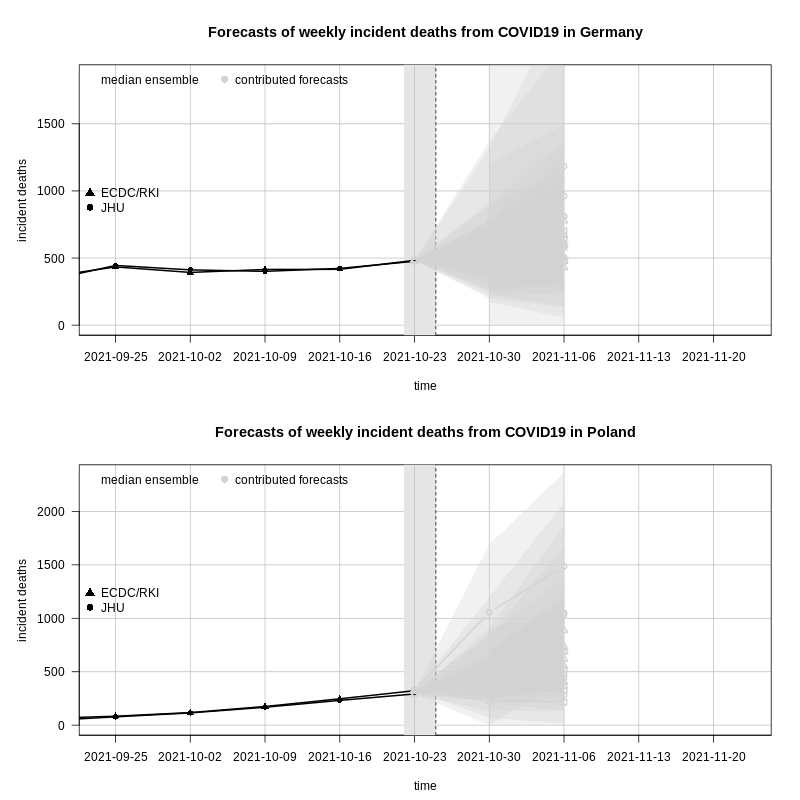 Forecasts of weekly incident deaths from COVID19 in Germany
median ensemble contributed forecasts
1500
1000
500
0
incident deaths
ECDC/RKI
JHU
2021-09-25 2021-10-02 2021-10-09 2021-10-16 2021-10-23 2021-10-30 2021-11-06 2021-11-13 2021-11-20
time
Forecasts of weekly incident deaths from COVID19 in Poland
median ensemble contributed forecasts
2000
1500
1000
500
0
incident deaths
ECDC/RKI
JHU
2021-09-25 2021-10-02 2021-10-09 2021-10-16 2021-10-23 2021-10-30 2021-11-06 2021-11-13 2021-11-20
time